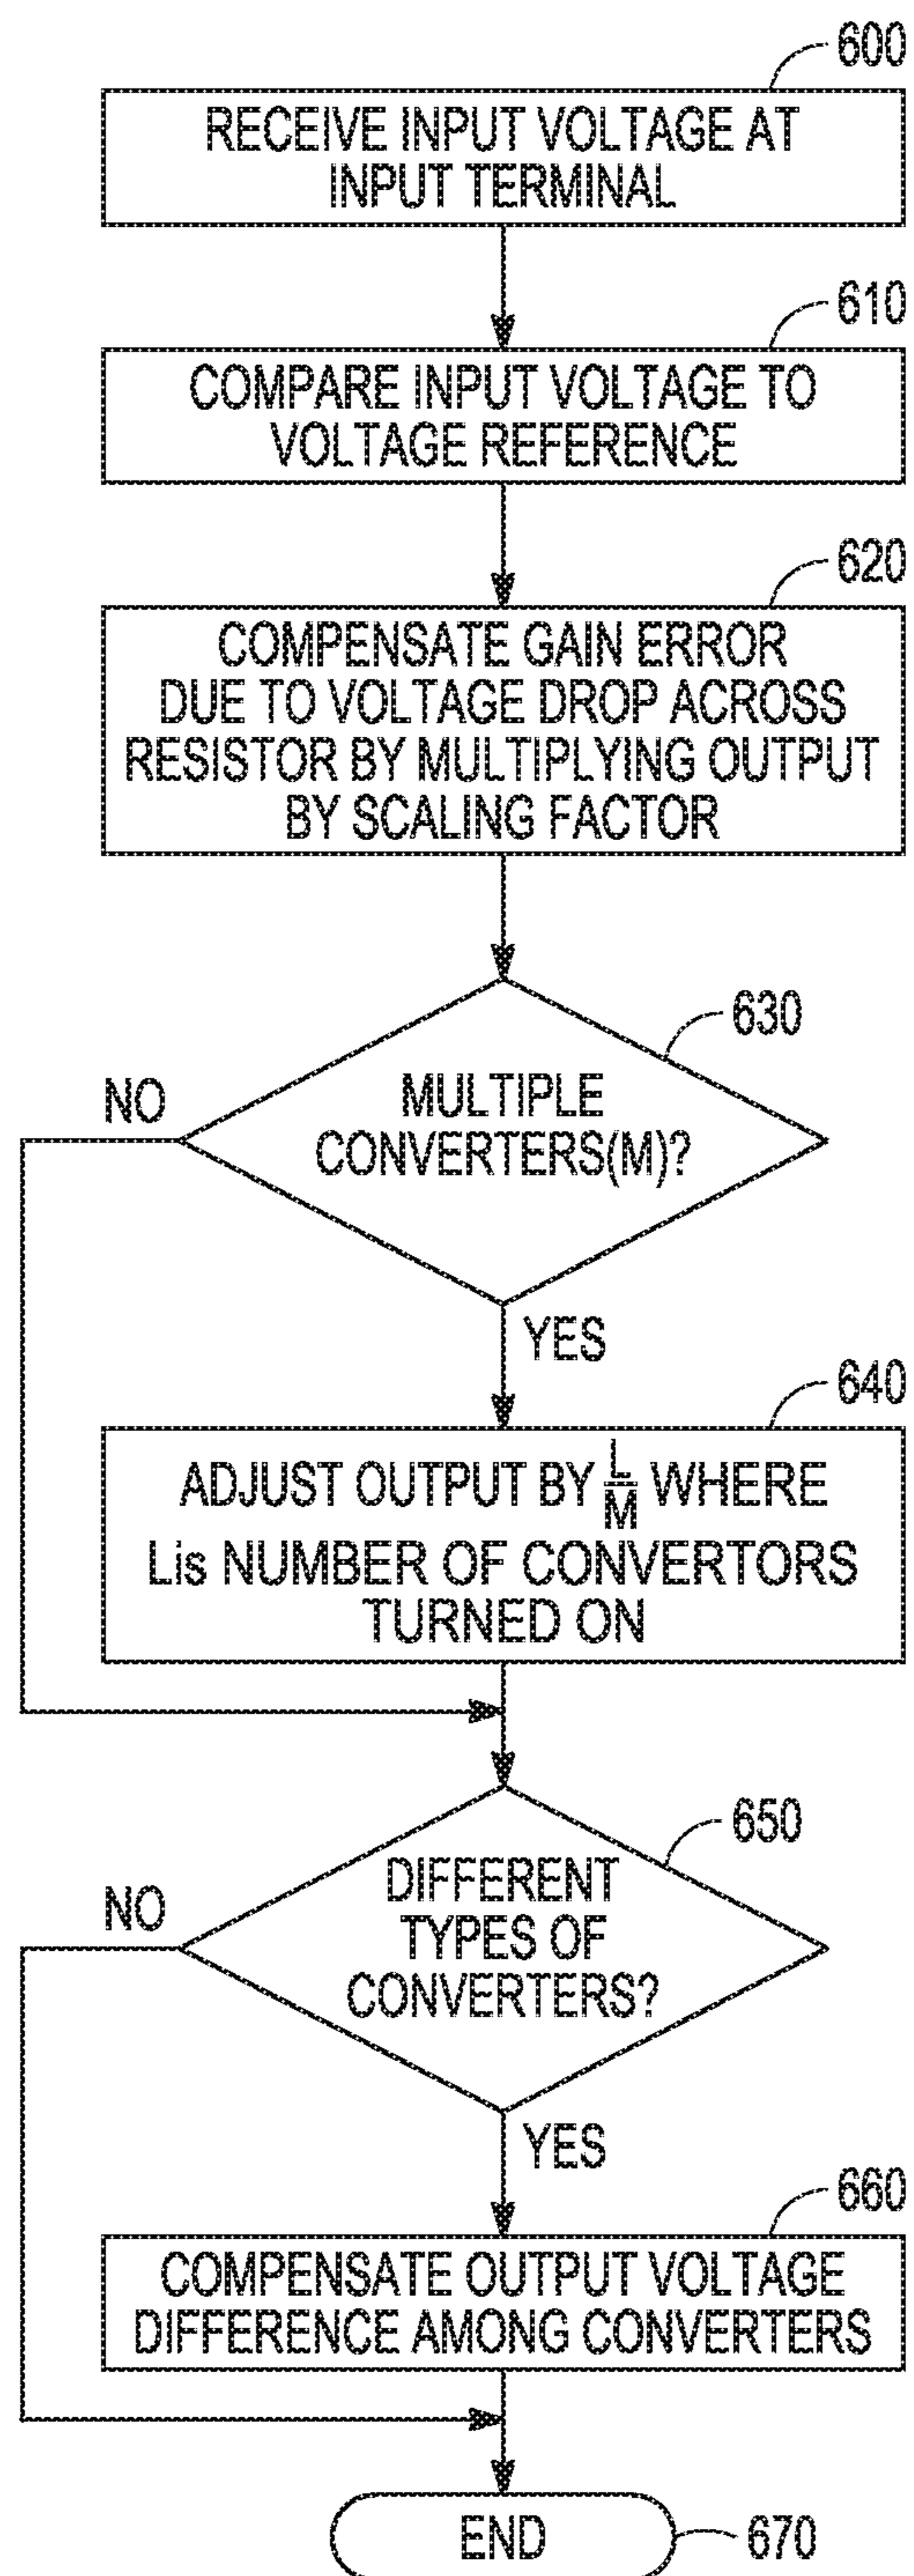 600
RECEIVE INPUT VOLTAGE AT
INPUT TERMINAL
610
COMPARE INPUT VOLTAGE TO
VOLTAGE REFERENCE
620
COMPENSATE GAIN ERROR
DUE TO VOLTAGE DROP ACROSS
RESISTOR BY MULTIPLYING OUTPUT
BY SCALING FACTOR
630
NO
MULTIPLE
CONVERTERS(M)?
YES
640
ADJUST OUTPUT BY L/M WHERE
Lis NUMBER OF CONVERTORS
TURNED ON
650
NO
DIFFERENT
TYPES OF
CONVERTERS?
YES
660
COMPENSATE OUTPUT VOLTAGE
DIFFERENCE AMONG CONVERTERS
END
670